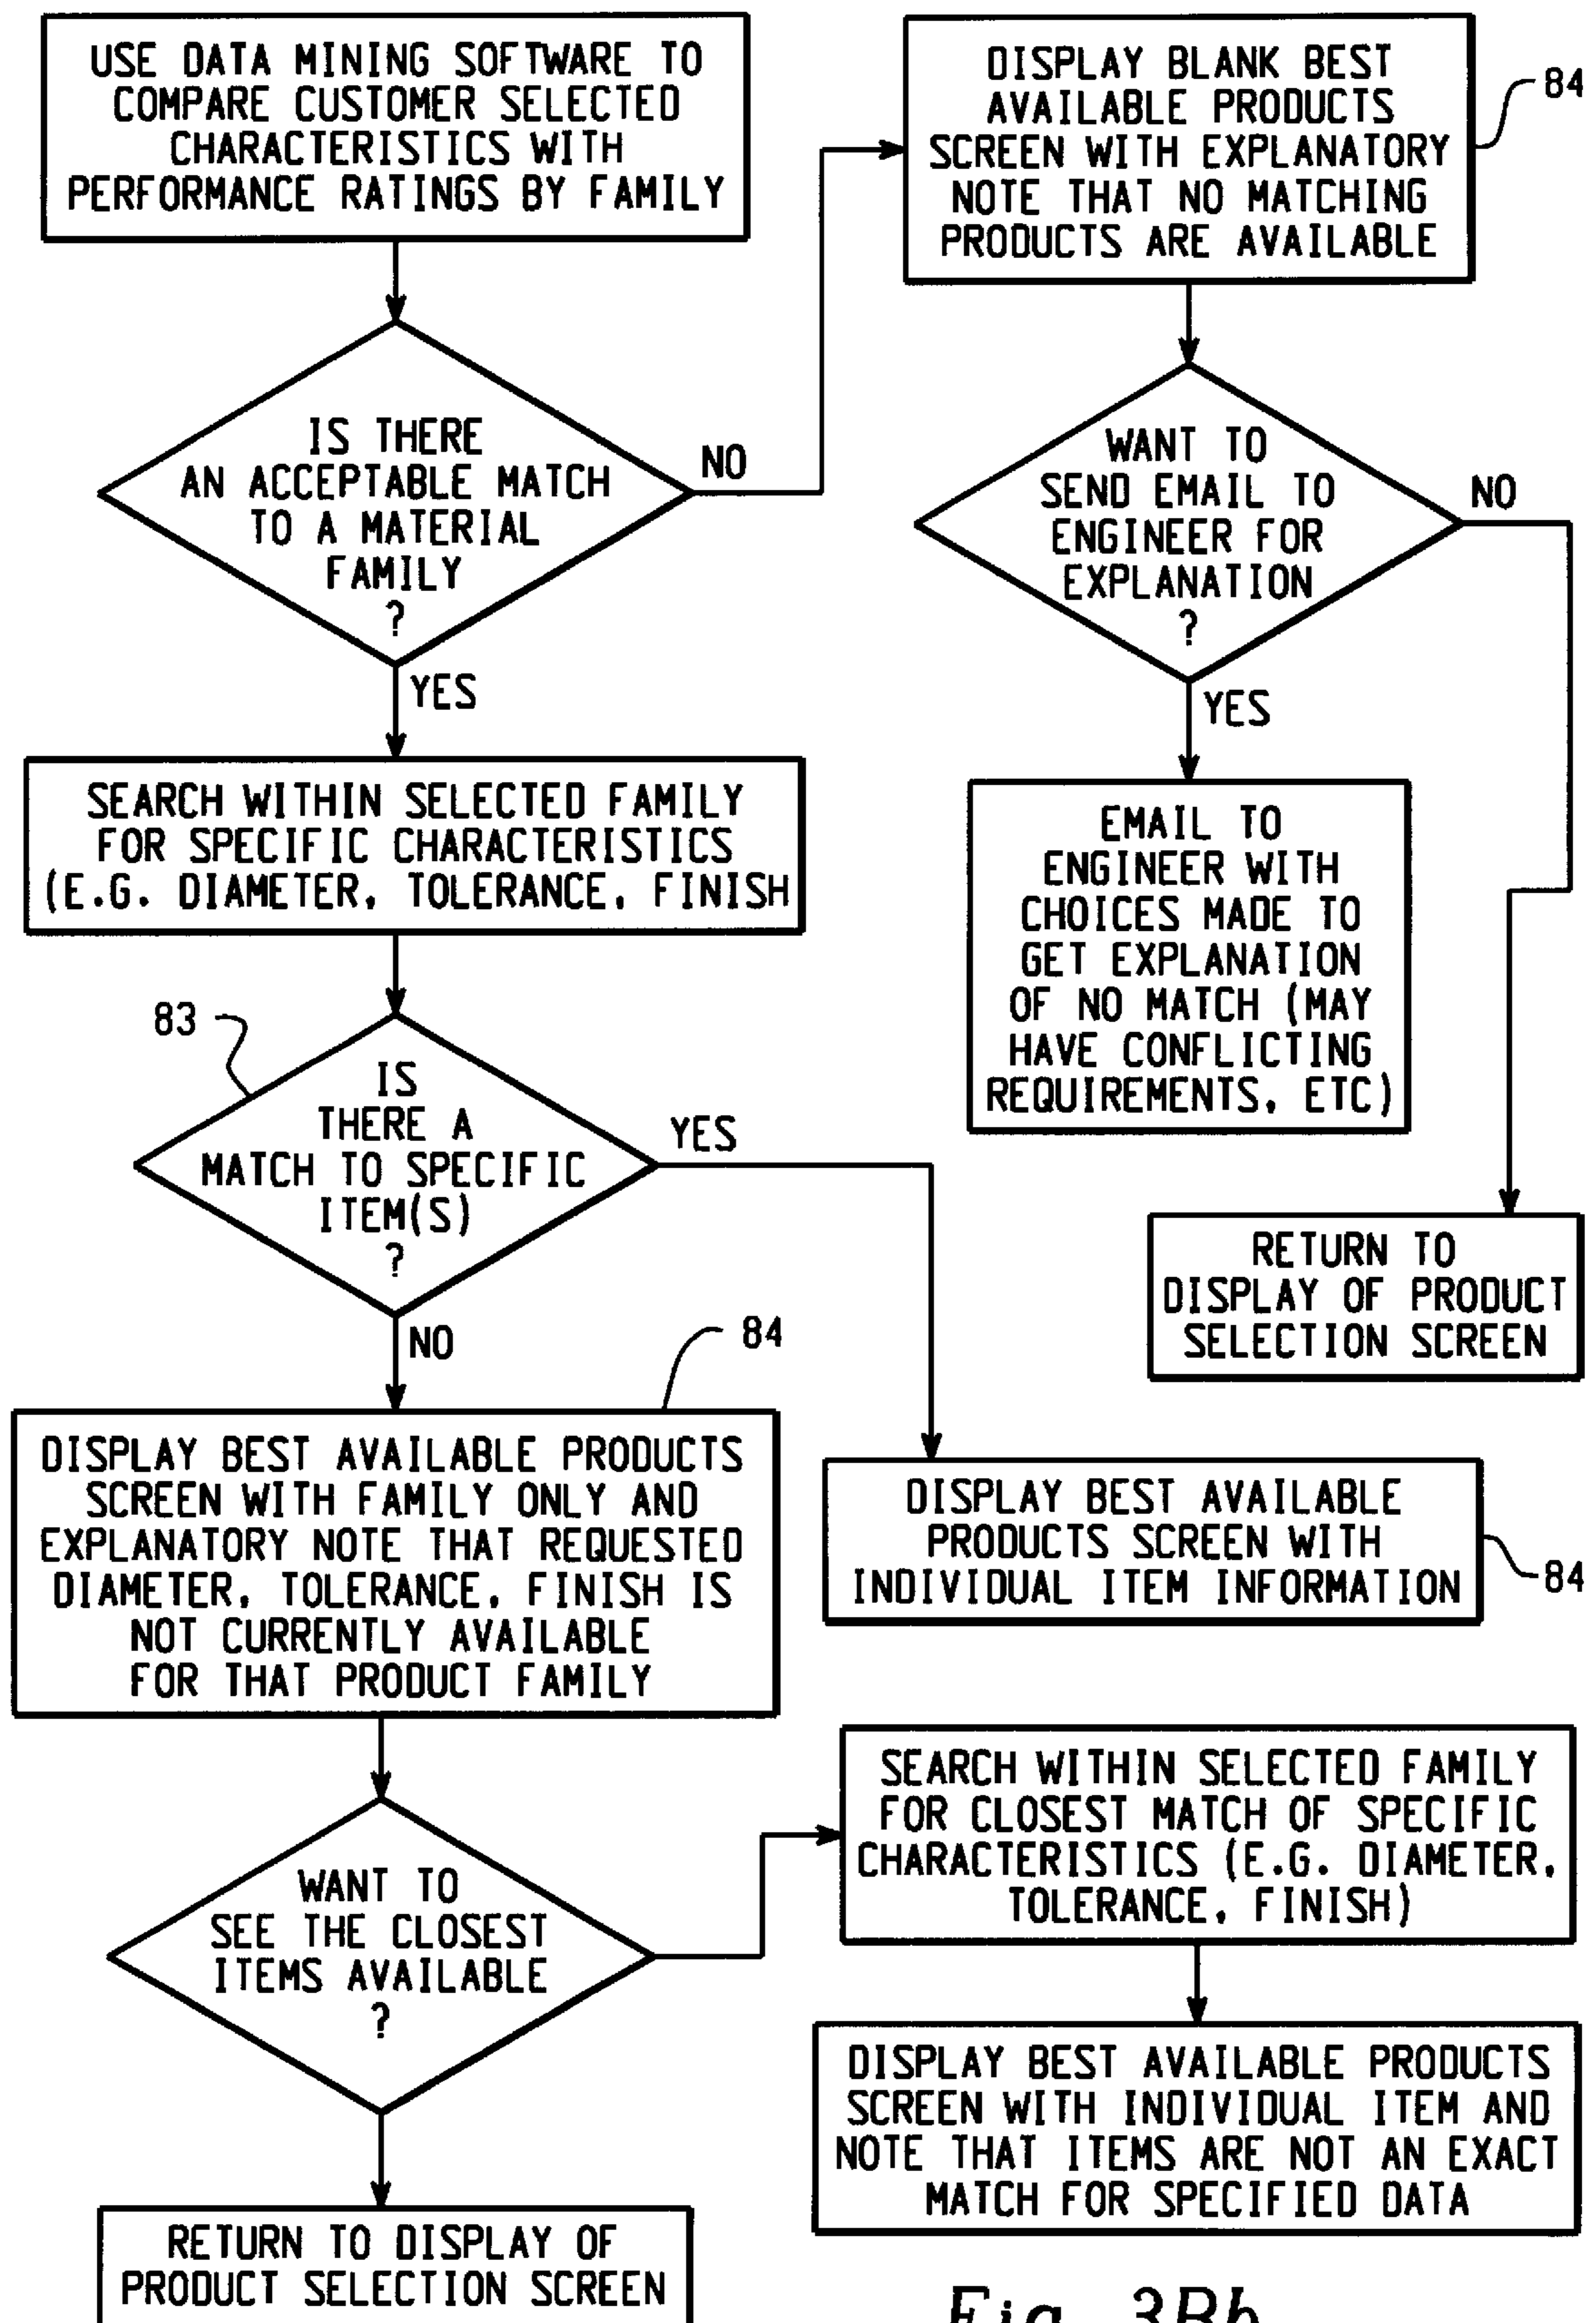 USE DATA MINING SOFTWARE TO
COMPARE CUSTOMER SELECTED
CHARACTERISTICS WITH
PERFORMANCE RATINGS BY FAMILY
DISPLAY BLANK BEST
AVAILABLE PRODUCTS
SCREEN WITH EXPLANATORY
NOTE THAT NO MATCHING
PRODUCTS ARE AVAILABLE
84
IS THERE
AN ACCEPTABLE MATCH
TO A MATERIAL
FAMILY
?
NO
YES
WANT TO
SEND EMAIL TO
ENGINEER FOR
EXPLANATION
?
NO
YES
SEARCH WITHIN SELECTED FAMILY
FOR SPECIFIC CHARACTERISTICS
(E.G. DIAMETER, TOLERANCE, FINISH
EMAIL TO
ENGINEER WITH
CHOICES MADE TO
GET EXPLANATION
OF NO MATCH (MAY
HAVE CONFLICTING
REQUIREMENTS, ETC)
83
IS
THERE A
MATCH TO SPECIFIC
ITEM(S)
?
YES
NO
RETURN TO
DISPLAY OF PRODUCT
SELECTION SCREEN
84
DISPLAY BEST AVAILABLE PRODUCTS
SCREEN WITH FAMILY ONLY AND
EXPLANATORY NOTE THAT REQUESTED
DIAMETER, TOLERANCE, FINISH IS
NOT CURRENTLY AVAILABLE
FOR THAT PRODUCT FAMILY
DISPLAY BEST AVAILABLE
PRODUCTS SCREEN WITH
INDIVIDUAL ITEM INFORMATION
84
WANT TO
SEE THE CLOSEST
ITEMS AVAILABLE
?
SEARCH WITHIN SELECTED FAMILY
FOR CLOSEST MATCH OF SPECIFIC
CHARACTERISTICS (E.G. DIAMETER,
TOLERANCE, FINISH)
DISPLAY BEST AVAILABLE PRODUCTS
SCREEN WITH INDIVIDUAL ITEM AND
NOTE THAT ITEMS ARE NOT AN EXACT
MATCH FOR SPECIFIED DATA
RETURN TO DISPLAY OF
PRODUCT SELECTION SCREEN
Fig. 3Bb